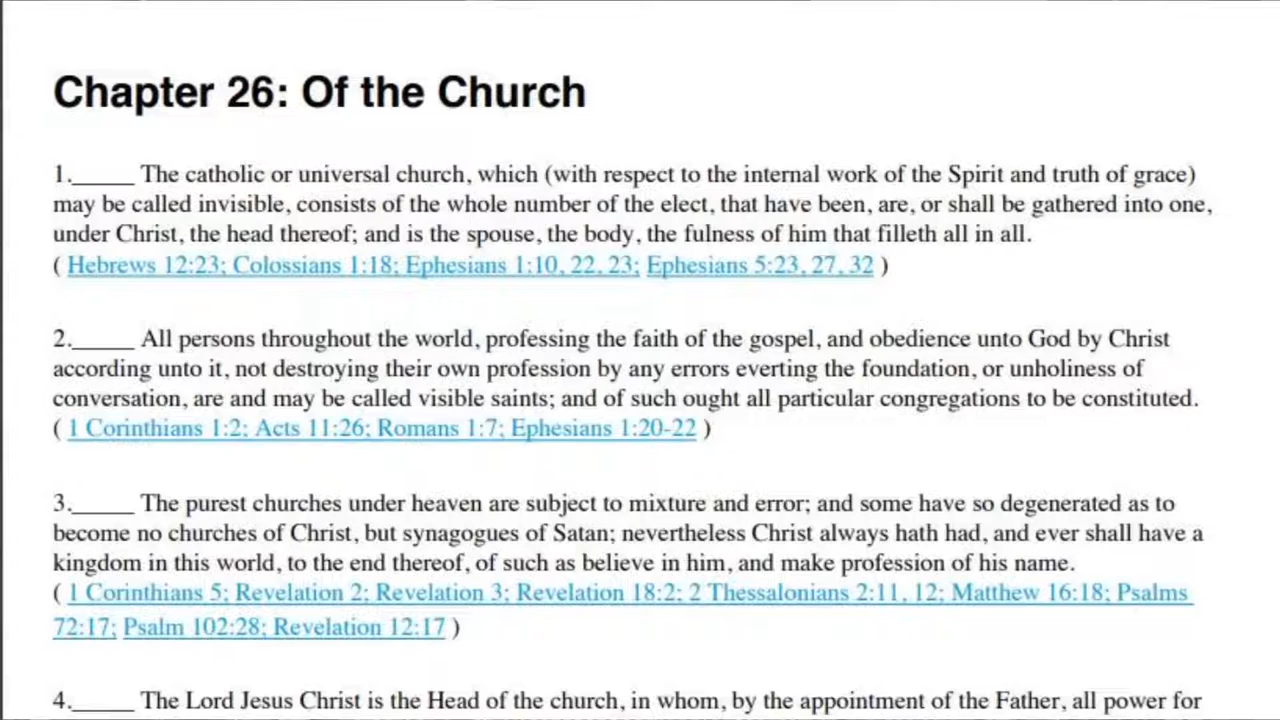 Chapter 26: Of the Church
1._____ The catholic or universal church, which (with respect to the internal work of the Spirit and truth of grace)
may be called invisible, consists of the whole number of the elect, that have been, are, or shall be gathered into one,
under Christ, the head thereof; and is the spouse, the body, the fulness of him that filleth all in all.
( Hebrews 12:23; Colossians 1:18; Ephesians 1:10, 22, 23; Ephesians 5:23, 27, 32 )
2._____ All persons throughout the world, professing the faith of the gospel, and obedience unto God by Christ
according unto it, not destroying their own profession by any errors everting the foundation, or unholiness of
conversation, are and may be called visible saints; and of such ought all particular congregations to be constituted.
( 1 Corinthians 1:2; Acts 11:26; Romans 1:7; Ephesians 1:20-22 )
3._____ The purest churches under heaven are subject to mixture and error; and some have so degenerated as to
become no churches of Christ, but synagogues of Satan; nevertheless Christ always hath had, and ever shall have a
kingdom in this world, to the end thereof, of such as believe in him, and make profession of his name.
( 1 Corinthians 5; Revelation 2; Revelation 3; Revelation 18:2; 2 Thessalonians 2:11, 12; Matthew 16:18; Psalms
72:17; Psalm 102:28; Revelation 12:17 )
4._____ The Lord Jesus Christ is the Head of the church, in whom, by the appointment of the Father, all power for